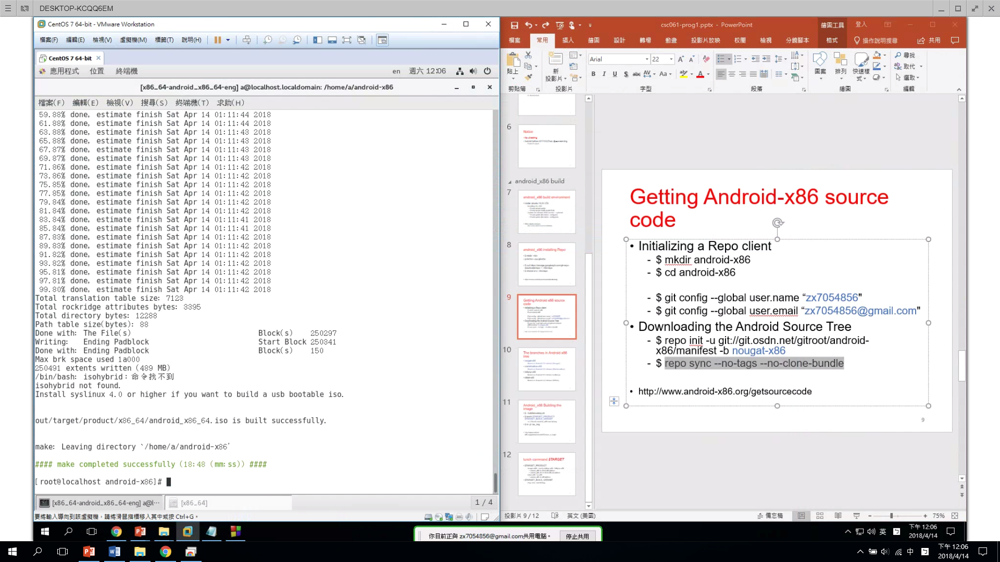 DESKTOP-KCQQ6EM
CentOS 7 64-bit - VMware Workstation
檔案(F) 編輯(E) 檢視(V) 虛擬機(M) 標籤(T) 說明(H)
CentOS 7 64-bit
應用程式 位置 終端機 en 週六 12:06
[x86_64-android_x86_64-eng] a@localhost.localdomain: /home/a/android-x86
檔案(F) 編輯(E) 檢視(V) 搜尋(S) 終端機(T) 求助(H)
59.88% done, estimate finish Sat Apr 14 01:11:44 2018
61.88% done, estimate finish Sat Apr 14 01:11:44 2018
63.88% done, estimate finish Sat Apr 14 01:11:43 2018
65.88% done, estimate finish Sat Apr 14 01:11:43 2018
67.87% done, estimate finish Sat Apr 14 01:11:43 2018
69.87% done, estimate finish Sat Apr 14 01:11:43 2018
71.86% done, estimate finish Sat Apr 14 01:11:42 2018
73.86% done, estimate finish Sat Apr 14 01:11:42 2018
75.85% done, estimate finish Sat Apr 14 01:11:42 2018
77.85% done, estimate finish Sat Apr 14 01:11:42 2018
79.84% done, estimate finish Sat Apr 14 01:11:42 2018
81.84% done, estimate finish Sat Apr 14 01:11:42 2018
83.84% done, estimate finish Sat Apr 14 01:11:41 2018
85.84% done, estimate finish Sat Apr 14 01:11:41 2018
87.83% done, estimate finish Sat Apr 14 01:11:42 2018
89.83% done, estimate finish Sat Apr 14 01:11:42 2018
91.82% done, estimate finish Sat Apr 14 01:11:42 2018
93.82% done, estimate finish Sat Apr 14 01:11:42 2018
95.81% done, estimate finish Sat Apr 14 01:11:42 2018
97.81% done, estimate finish Sat Apr 14 01:11:42 2018
99.80% done, estimate finish Sat Apr 14 01:11:42 2018
Total translation table size: 7123
Total rockridge attributes bytes: 3395
Total directory bytes: 12288
Path table size(bytes): 88
Done with: The File(s) Block(s) 250297
Writing: Ending Padblock Start Block 250341
Done with: Ending Padblock Block(s) 150
Max brk space used 1a000
250491 extents written (489 MB)
/bin/bash: isohybrid：命令找不到
isohybrid not found.
Install syslinux 4.0 or higher if you want to build a usb bootable iso.
out/target/product/x86_64/android_x86_64.iso is built successfully.
make: Leaving directory `/home/a/android-x86'
#### make completed successfully (18:48 (mm:ss)) ####
[root@localhost android-x86]#
[x86_64-android_x86_64-eng] a@l… [x86_64] 1 / 4
要將輸入導向到該虛擬機，請將滑鼠指標移入其中或按 Ctrl+G。
csc061-prog1.pptx - PowerPoint 繪圖工具 登入
檔案 常用 插入 繪圖 設計 轉場 動畫 投影片放映 校閱 檢視 分鏡腳本 格式 操作說明搜尋 共用
貼上 新投影片 Arial 22 B I U S abc AV Aa A 圖案 排列 快速樣式 尋找 取代 選取
剪貼簿 投影片 字型 段落 繪圖 編輯
6
Notice
android_x86 build
7
android_x86 build environment
8
android_x86 installing Repo
9
Getting Android-x86 source code
10
The branches in Android x86 tree
11
Android_x86 Building the image
12
lunch command $TARGET
Getting Android-x86 source
code
• Initializing a Repo client
- $ mkdir android-x86
- $ cd android-x86
- $ git config --global user.name “zx7054856"
- $ git config --global user.email “zx7054856@gmail.com”
• Downloading the Android Source Tree
- $ repo init -u git://git.osdn.net/gitroot/android-
x86/manifest -b nougat-x86
- $ repo sync --no-tags --no-clone-bundle
• http://www.android-x86.org/getsourcecode
9
投影片 9 / 12 英文 (美國) 備忘稿 75%
你目前正與 zx7054856@gmail.com共用電腦。 停止共用
英 下午 12:06
2018/4/14
中 下午 12:06
2018/4/14